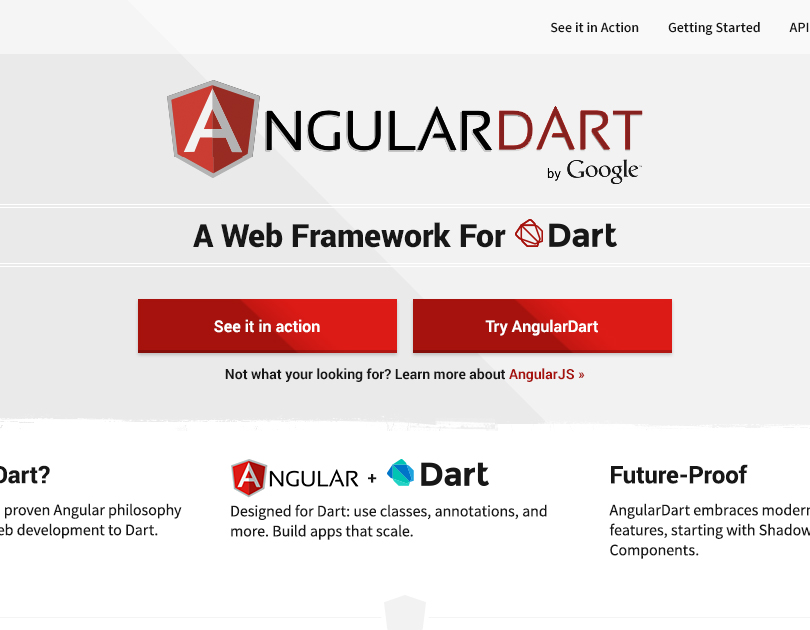 See it in Action Getting Started API
ANGULARDART
by Google
A Web Framework For Dart
See it in action Try AngularDart
Not what your looking for? Learn more about AngularJS »
Dart?
proven Angular philosophy
eb development to Dart.
ANGULAR + Dart
Designed for Dart: use classes, annotations, and
more. Build apps that scale.
Future-Proof
AngularDart embraces modern
features, starting with Shadow
Components.